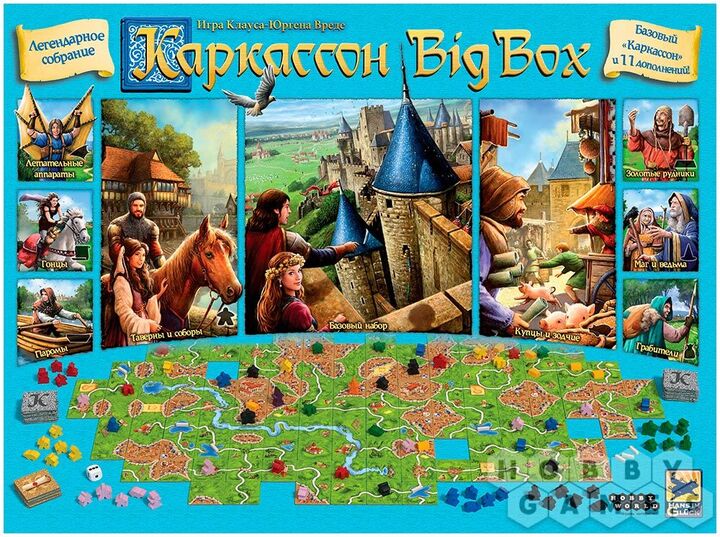 Игра Клауса-Юргена Вреде
Легендарное
собрание
Каркассон Big Box
Базовый
«Каркассон»
и 11 дополнений!
Летательные
аппараты
Гонцы
Паромы
Таверны и соборы
Базовый набор
Купцы и зодчие
Золотые рудники
Маг и ведьма
Грабители
HOBBY
GAMES
HOBBY
WORLD
HANS IM
GLÜCK